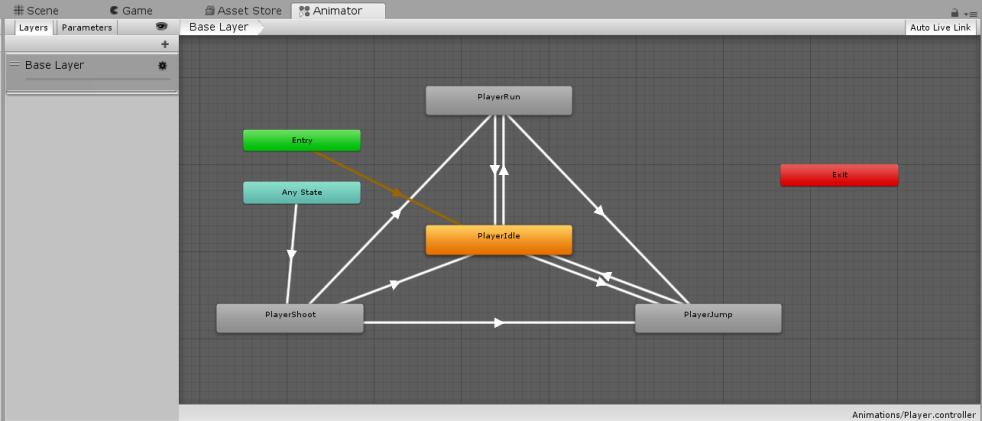 Scene Game Asset Store Animator
Layers Parameters Base Layer Auto Live Link
Base Layer
PlayerRun
Entry
Exit
Any State
PlayerIdle
PlayerShoot PlayerJump
Animations/Player.controller